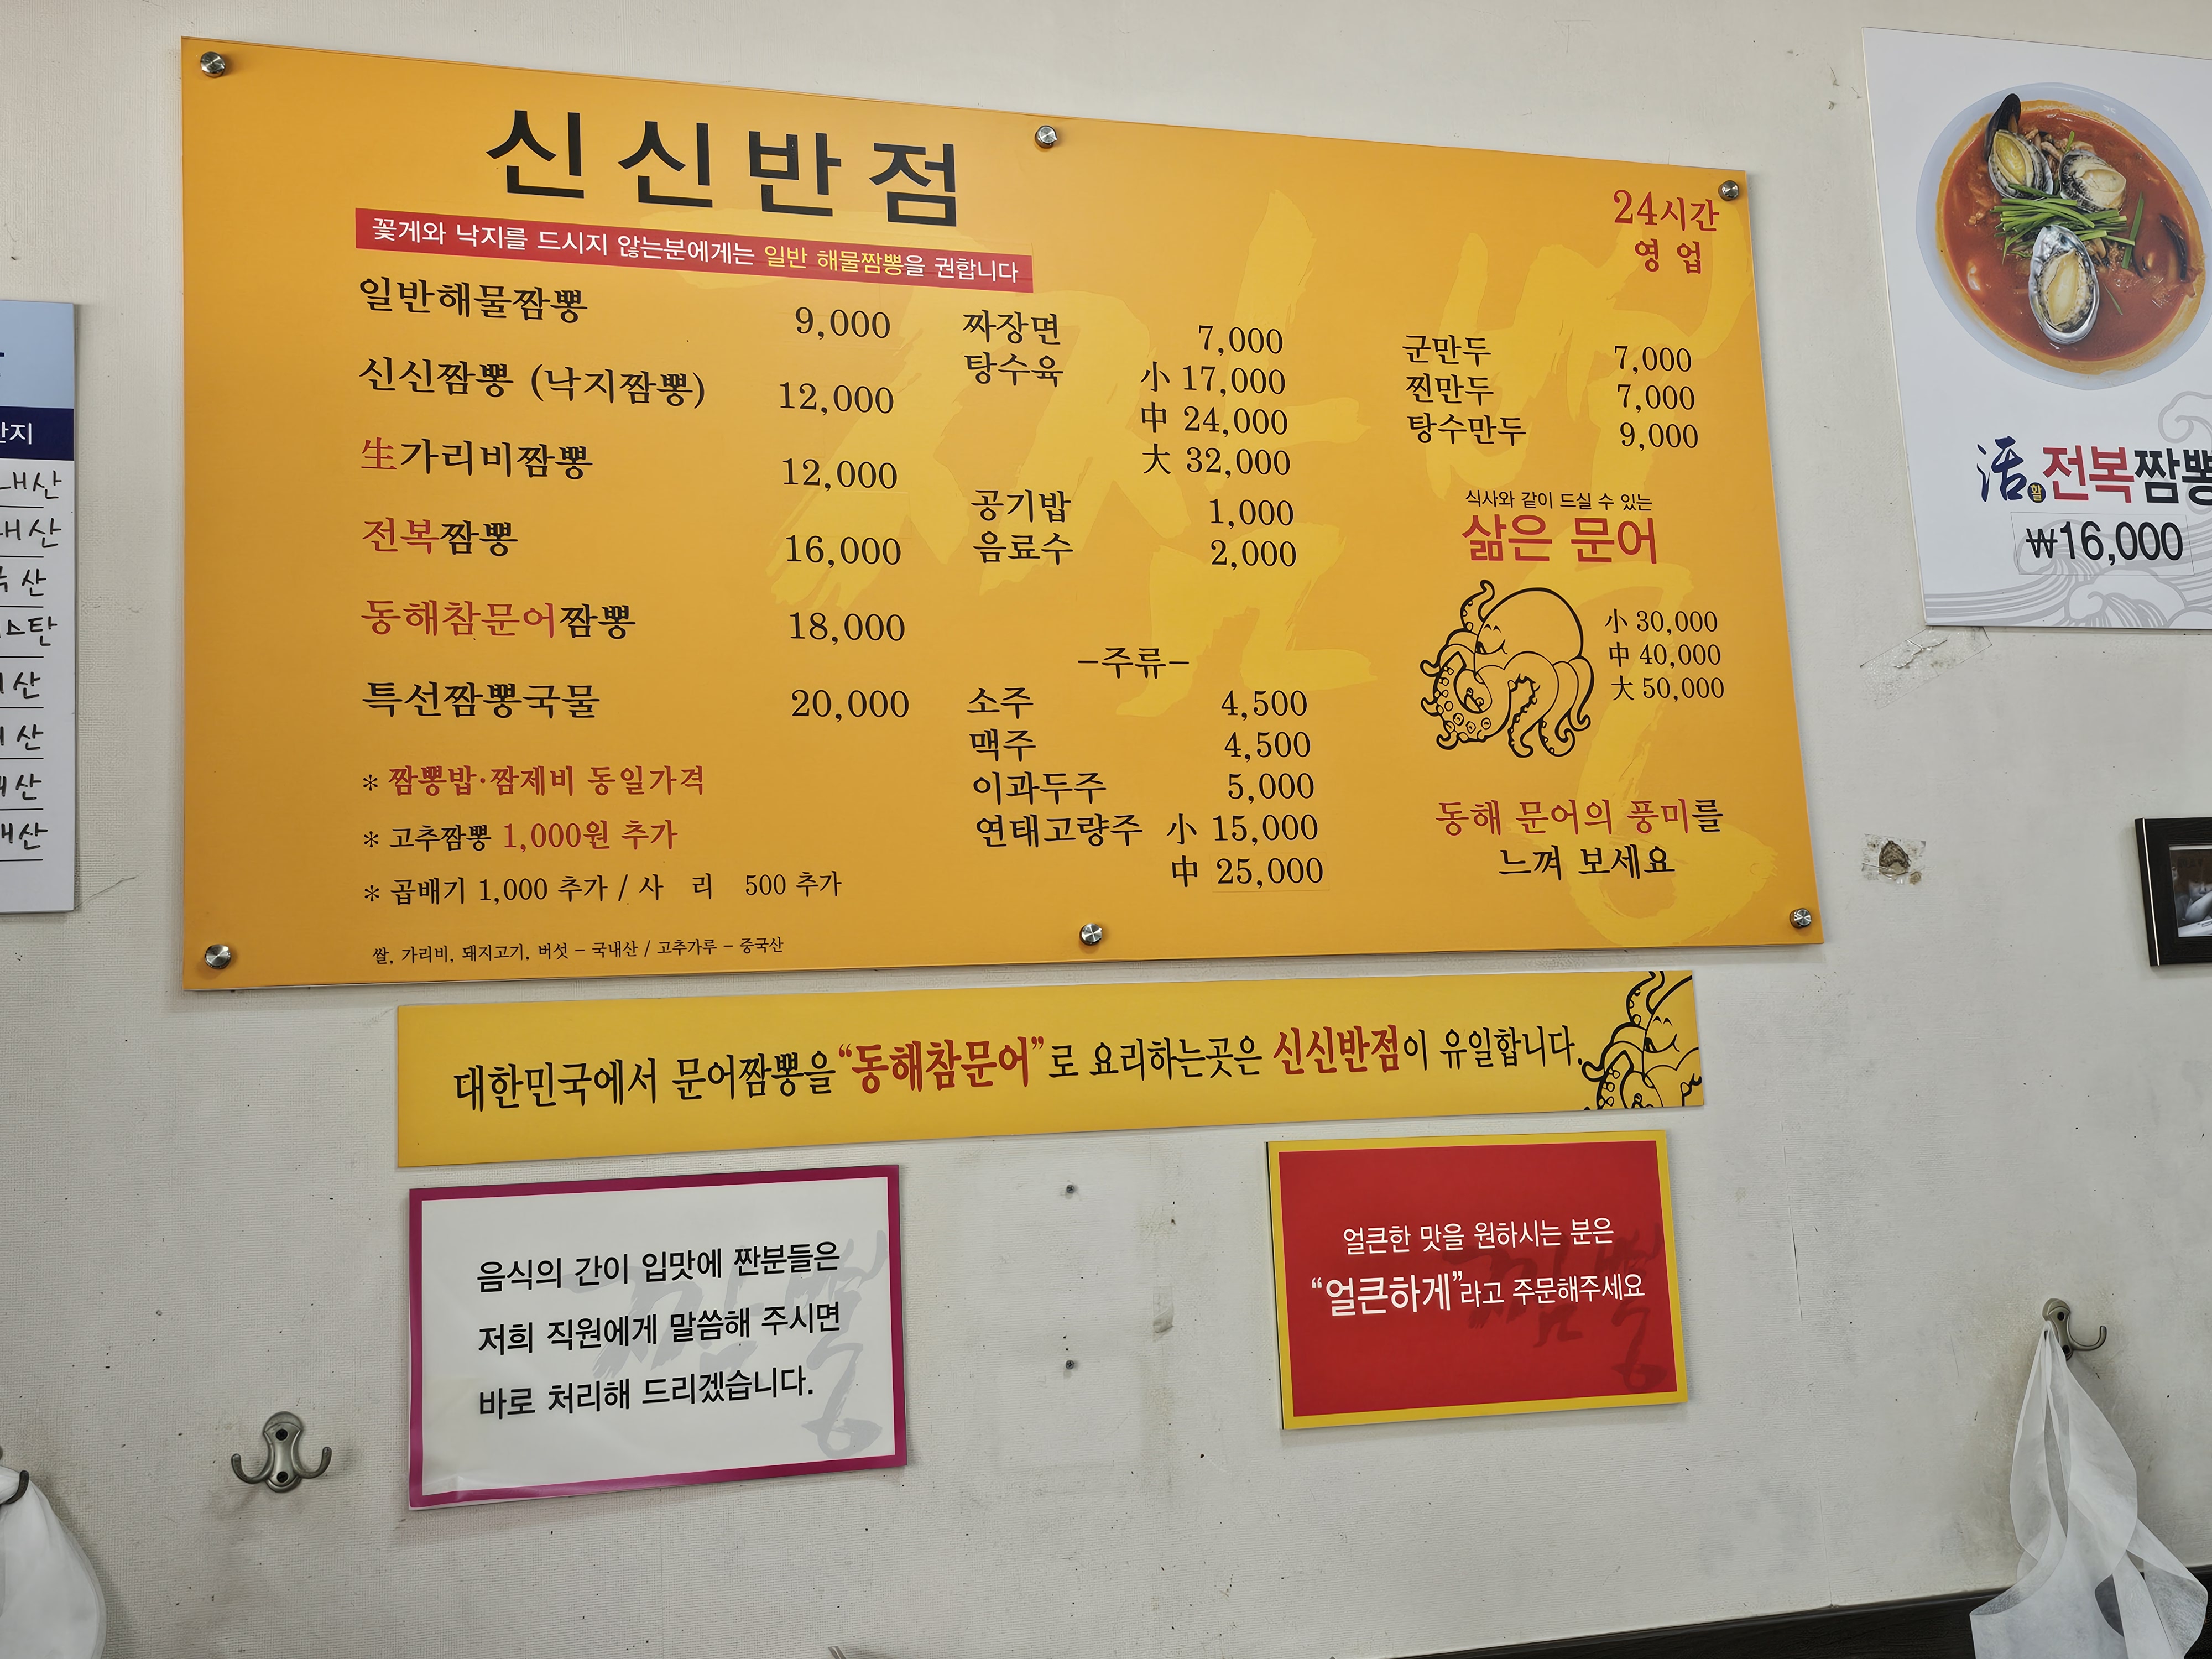 신신반점
꽃게와 낙지를 드시지 않는분에게는 일반 해물짬뽕을 권합니다
24시간
영 업
일반해물짬뽕 9,000
신신짬뽕 (낙지짬뽕) 12,000
生가리비짬뽕 12,000
전복짬뽕 16,000
동해참문어짬뽕 18,000
특선짬뽕국물 20,000
* 짬뽕밥·짬제비 동일가격
* 고추짬뽕 1,000원 추가
* 곱배기 1,000 추가 / 사 리 500 추가
쌀, 가리비, 돼지고기, 버섯 - 국내산 / 고추가루 - 중국산
짜장면 7,000
탕수육 小 17,000
中 24,000
大 32,000
공기밥 1,000
음료수 2,000
-주류-
소주 4,500
맥주 4,500
이과두주 5,000
연태고량주 小 15,000
中 25,000
군만두 7,000
찐만두 7,000
탕수만두 9,000
식사와 같이 드실 수 있는
삶은 문어
小 30,000
中 40,000
大 50,000
동해 문어의 풍미를
느껴 보세요
대한민국에서 문어짬뽕을 “동해참문어”로 요리하는곳은 신신반점이 유일합니다.
음식의 간이 입맛에 짠분들은
저희 직원에게 말씀해 주시면
바로 처리해 드리겠습니다.
얼큰한 맛을 원하시는 분은
“얼큰하게”라고 주문해주세요
活 활 전복짬뽕
₩16,000